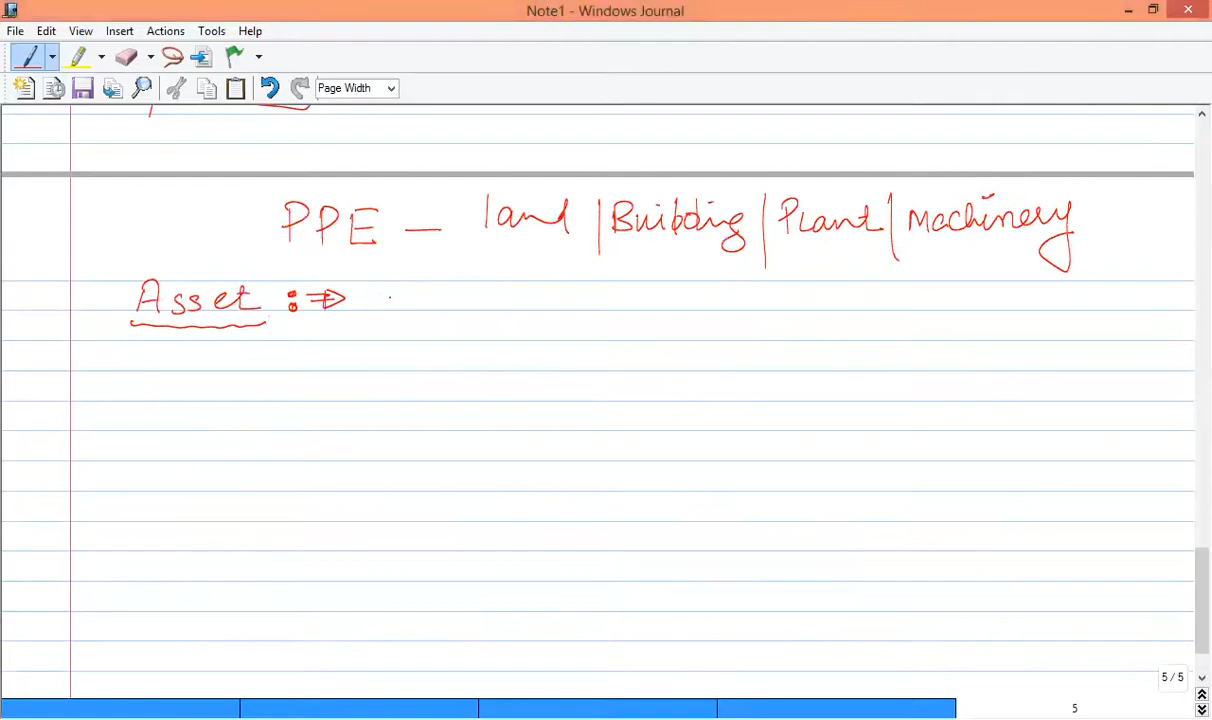 Note1 - Windows Journal
File Edit View Insert Actions Tools Help
Page Width
PPE — land | Building | Plant | Machinery
Asset :⇒
5 / 5
5